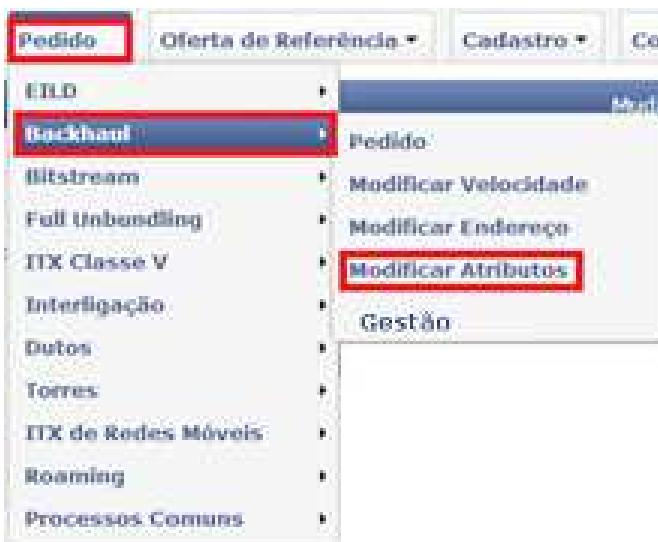 Pedido Oferta de Referência Cadastro
EILD
Backhaul
Pedido
Bitstream
Modificar Velocidade
Full Unbundling
Modificar Endereço
ITX Classe V
Modificar Atributos
Interligação
Gestão
Dutos
Torres
ITX de Redes Móveis
Roaming
Processos Comuns